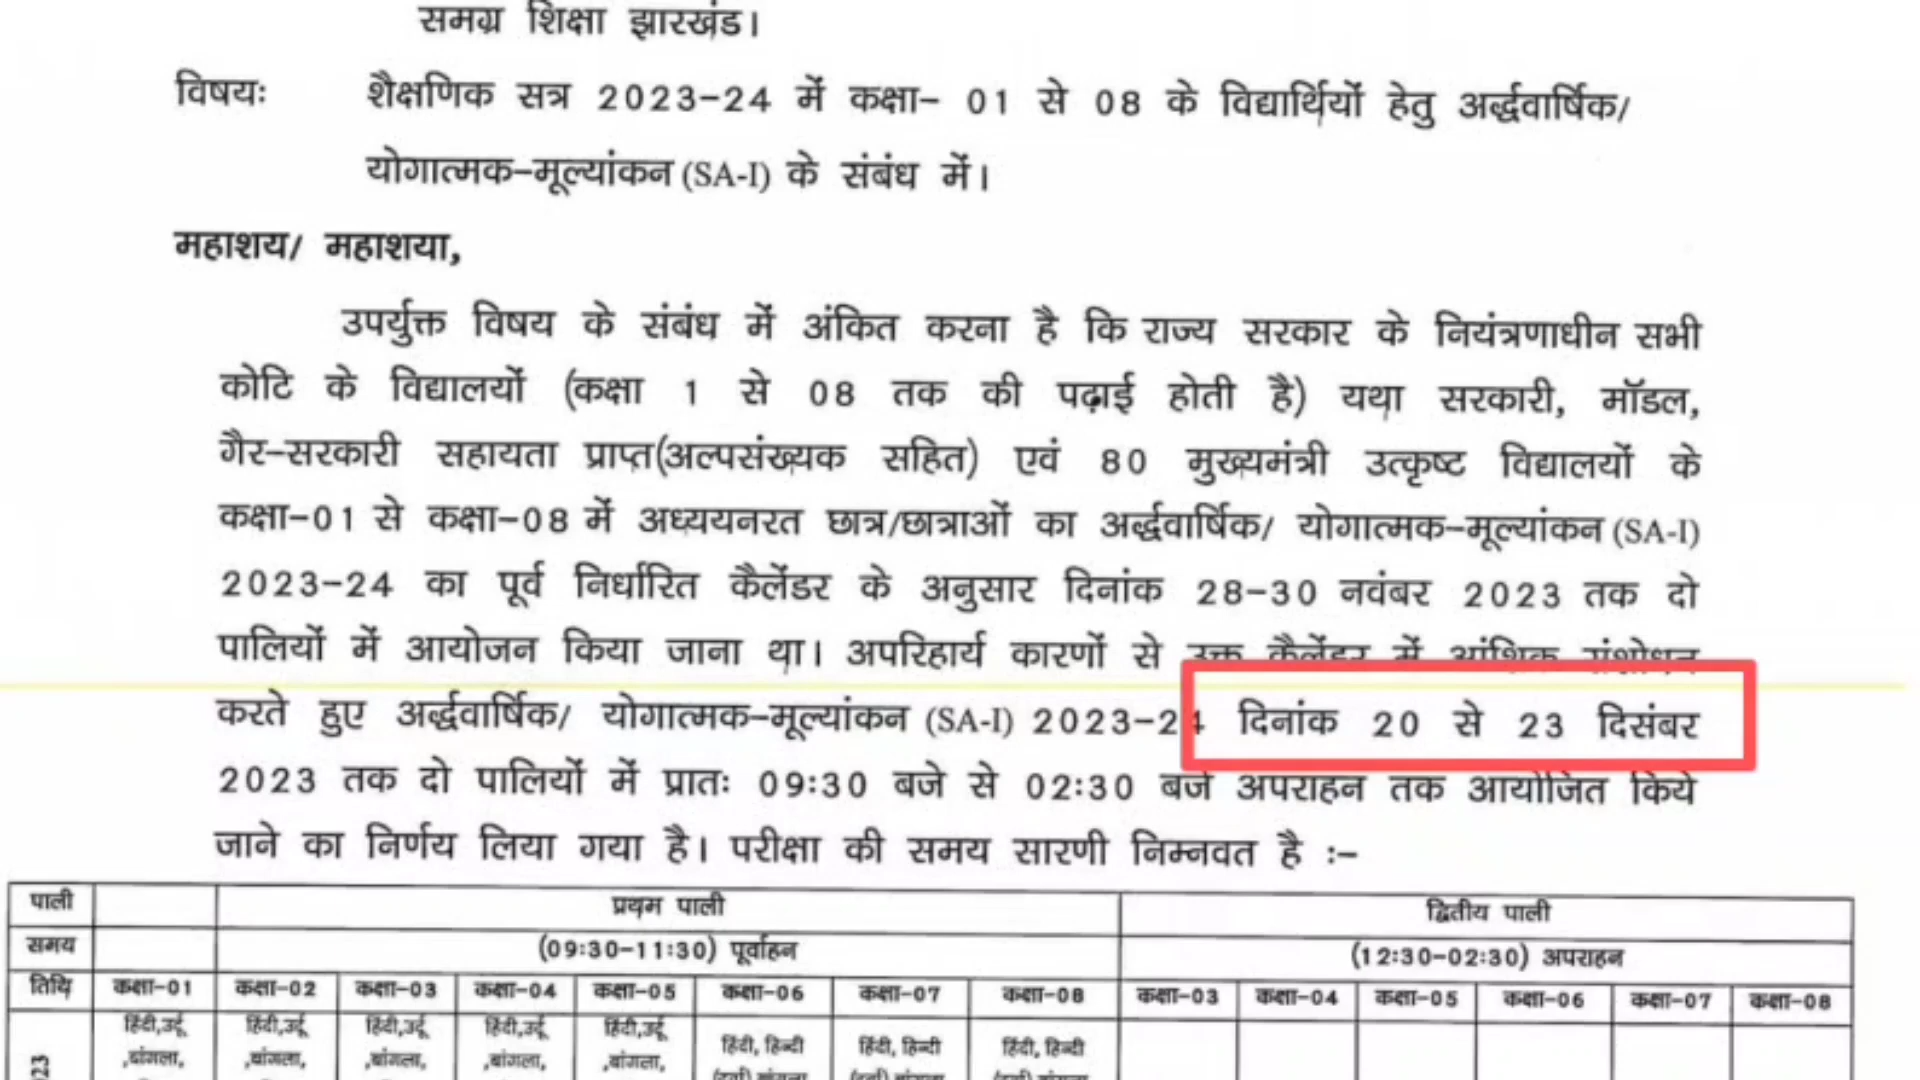 समग्र शिक्षा झारखंड।
विषयः शैक्षणिक सत्र 2023-24 में कक्षा- 01 से 08 के विद्यार्थियों हेतु अर्द्धवार्षिक/
योगात्मक-मूल्यांकन (SA-I) के संबंध में।
महाशय/ महाशया,
उपर्युक्त विषय के संबंध में अंकित करना है कि राज्य सरकार के नियंत्रणाधीन सभी
कोटि के विद्यालयों (कक्षा 1 से 08 तक की पढ़ाई होती है) यथा सरकारी, मॉडल,
गैर-सरकारी सहायता प्राप्त(अल्पसंख्यक सहित) एवं 80 मुख्यमंत्री उत्कृष्ट विद्यालयों के
कक्षा-01 से कक्षा-08 में अध्ययनरत छात्र/छात्राओं का अर्द्धवार्षिक/ योगात्मक-मूल्यांकन (SA-I)
2023-24 का पूर्व निर्धारित कैलेंडर के अनुसार दिनांक 28-30 नवंबर 2023 तक दो
पालियों में आयोजन किया जाना था। अपरिहार्य कारणों से उक्त कैलेंडर में आंशिक संशोधन
करते हुए अर्द्धवार्षिक/ योगात्मक-मूल्यांकन (SA-I) 2023-24 दिनांक 20 से 23 दिसंबर
2023 तक दो पालियों में प्रातः 09:30 बजे से 02:30 बजे अपराहन तक आयोजित किये
जाने का निर्णय लिया गया है। परीक्षा की समय सारणी निम्नवत है :-
पाली प्रथम पाली द्वितीय पाली
समय (09:30-11:30) पूर्वाहन (12:30-02:30) अपराहन
तिथि कक्षा-01 कक्षा-02 कक्षा-03 कक्षा-04 कक्षा-05 कक्षा-06 कक्षा-07 कक्षा-08 कक्षा-03 कक्षा-04 कक्षा-05 कक्षा-06 कक्षा-07 कक्षा-08
हिंदी,उर्दू हिंदी,उर्दू हिंदी,उर्दू हिंदी,उर्दू हिंदी,उर्दू हिंदी, हिन्दी हिंदी, हिन्दी हिंदी, हिन्दी
,बांगला, ,बांगला, ,बांगला, ,बांगला, ,बांगला,
23